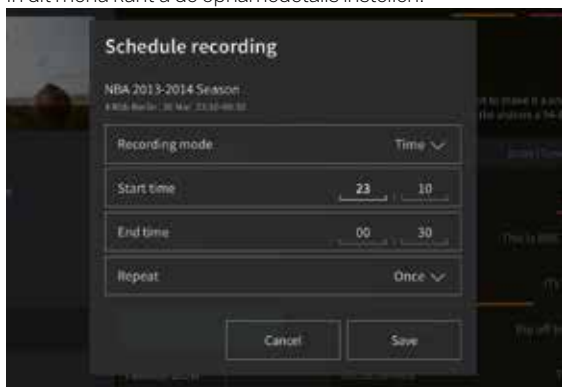 In dit menu kunt u de opnamedetails instellen.
Schedule recording
NBA 2013-2014 Season
Recording mode Time
Start time 23 : 10
End time 00 : 30
Repeat Once
Cancel Save